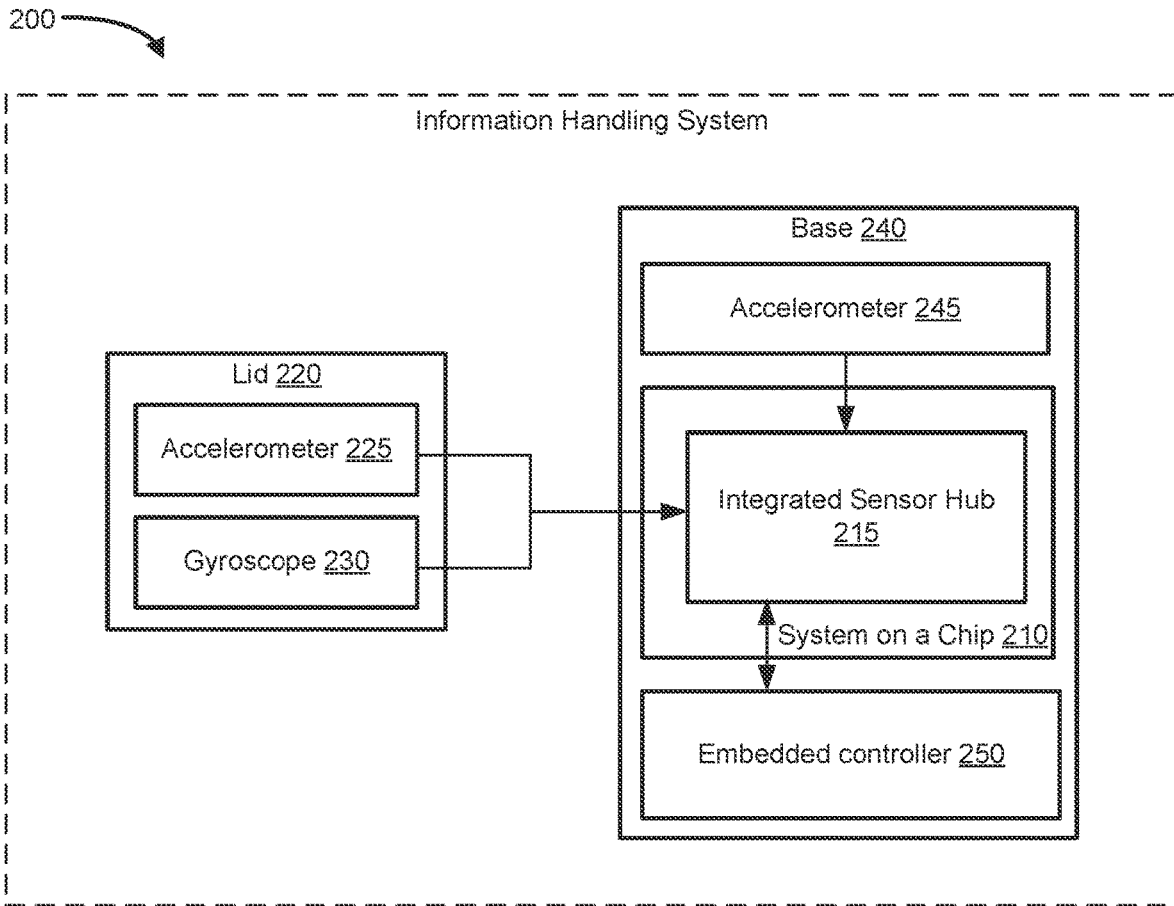 200
Information Handling System
Base 240
Accelerometer 245
Lid 220
Accelerometer 225
Gyroscope 230
Integrated Sensor Hub
215
System on a Chip 210
Embedded controller 250